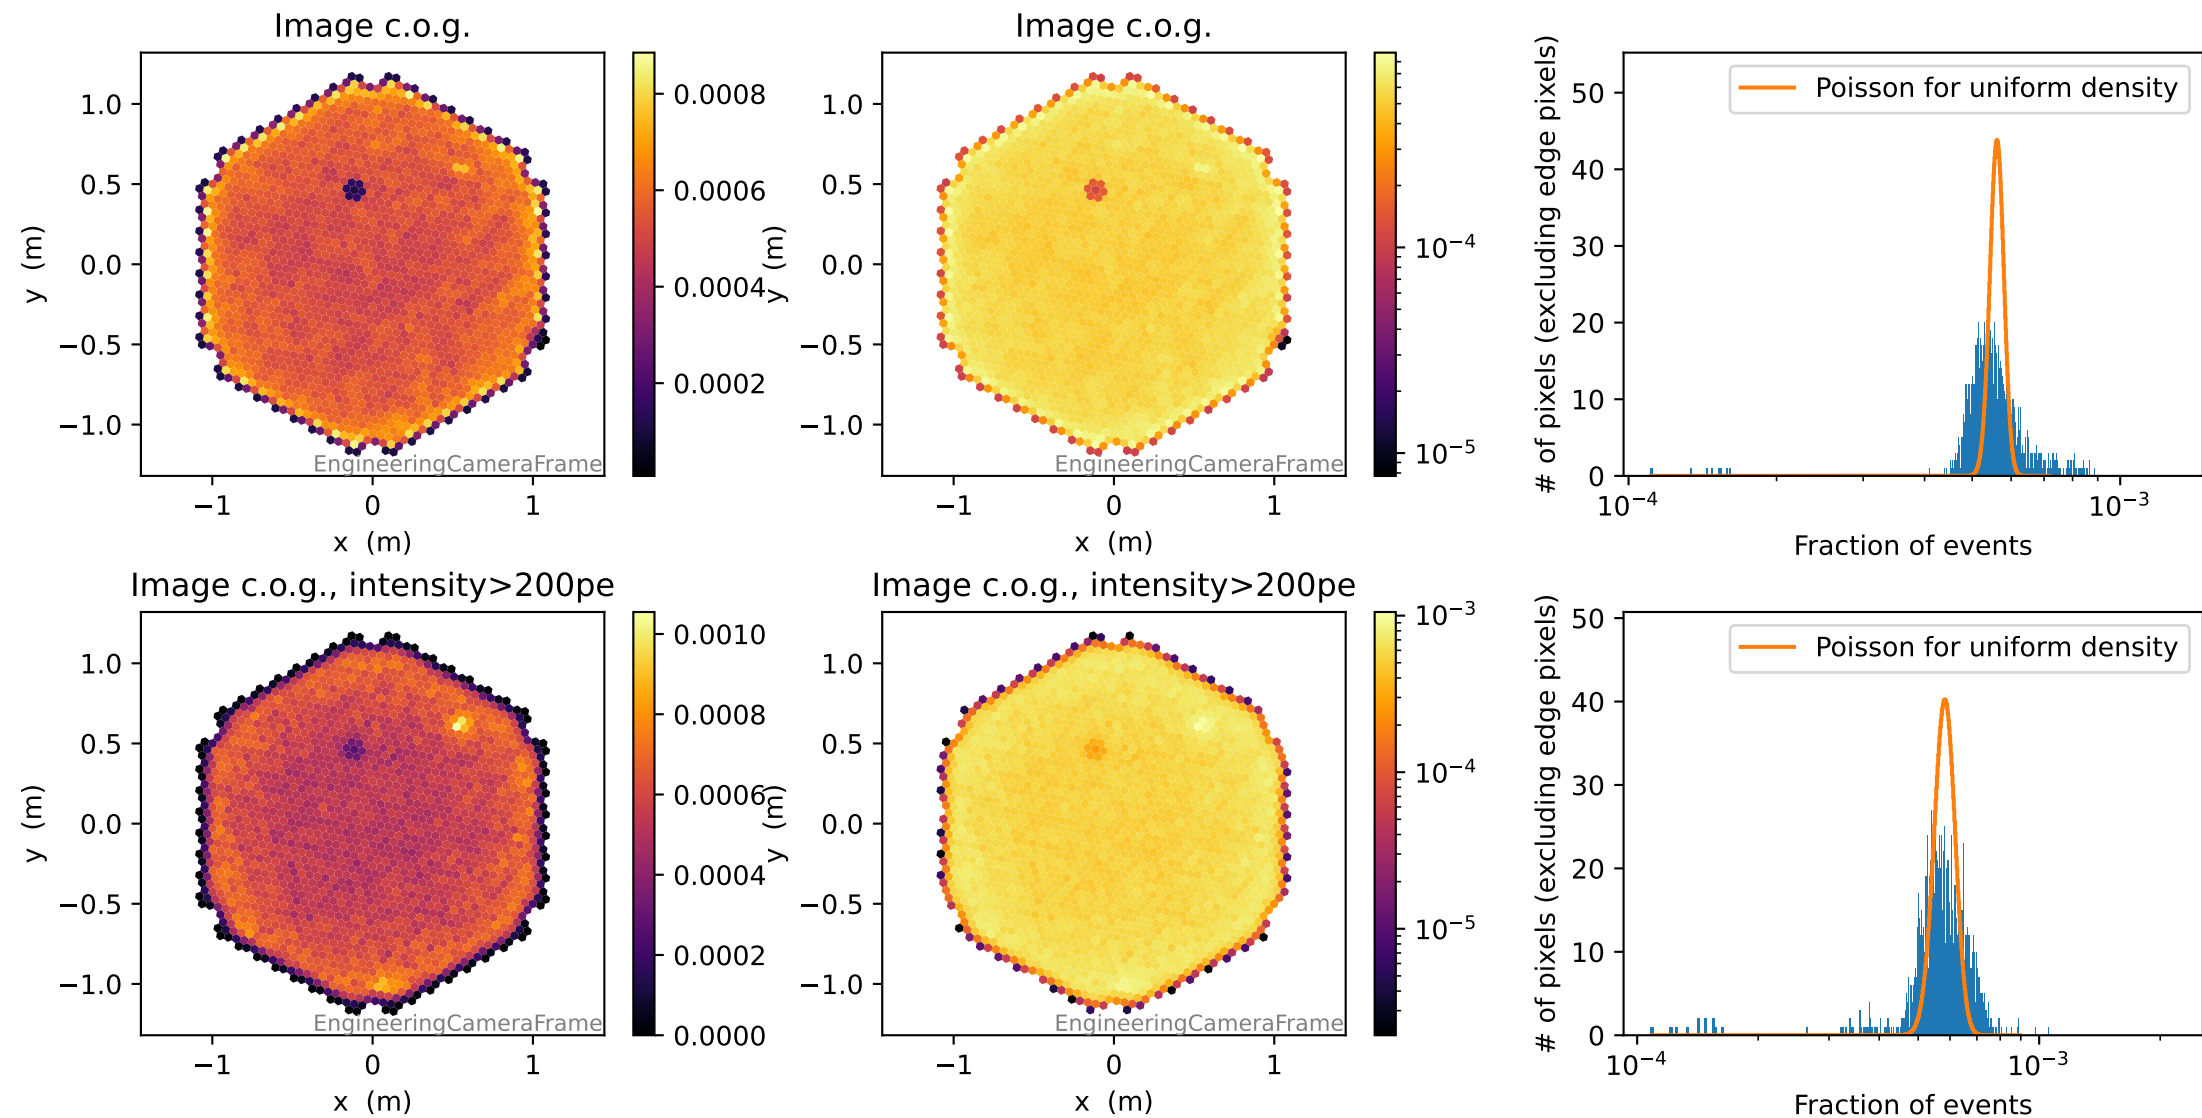 Image c.o.g.
1.0
0.5
0.0
−0.5
−1.0
y (m)
−1 0 1
x (m)
EngineeringCameraFrame
0.0008
0.0006
0.0004
0.0002
Image c.o.g.
1.0
0.5
0.0
−0.5
−1.0
y (m)
−1 0 1
x (m)
EngineeringCameraFrame
10−4
10−5
# of pixels (excluding edge pixels)
50
40
30
20
10
0
Poisson for uniform density
10−4 10−3
Fraction of events
Image c.o.g., intensity>200pe
1.0
0.5
0.0
−0.5
−1.0
y (m)
−1 0 1
x (m)
EngineeringCameraFrame
0.0010
0.0008
0.0006
0.0004
0.0002
0.0000
Image c.o.g., intensity>200pe
1.0
0.5
0.0
−0.5
−1.0
y (m)
−1 0 1
x (m)
EngineeringCameraFrame
10−3
10−4
10−5
# of pixels (excluding edge pixels)
50
40
30
20
10
0
Poisson for uniform density
10−4 10−3
Fraction of events